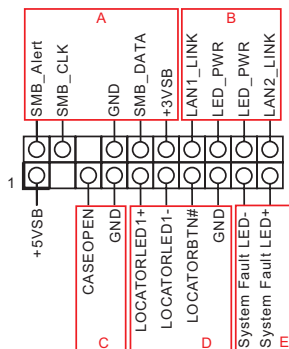 A
B
SMB_Alert
SMB_CLK
GND
SMB_DATA
+3VSB
LAN1_LINK
LED_PWR
LED_PWR
LAN2_LINK
1
+5VSB
CASEOPEN
GND
LOCATORLED1+
LOCATORLED1-
LOCATORBTN#
GND
System Fault LED-
System Fault LED+
C
D
E